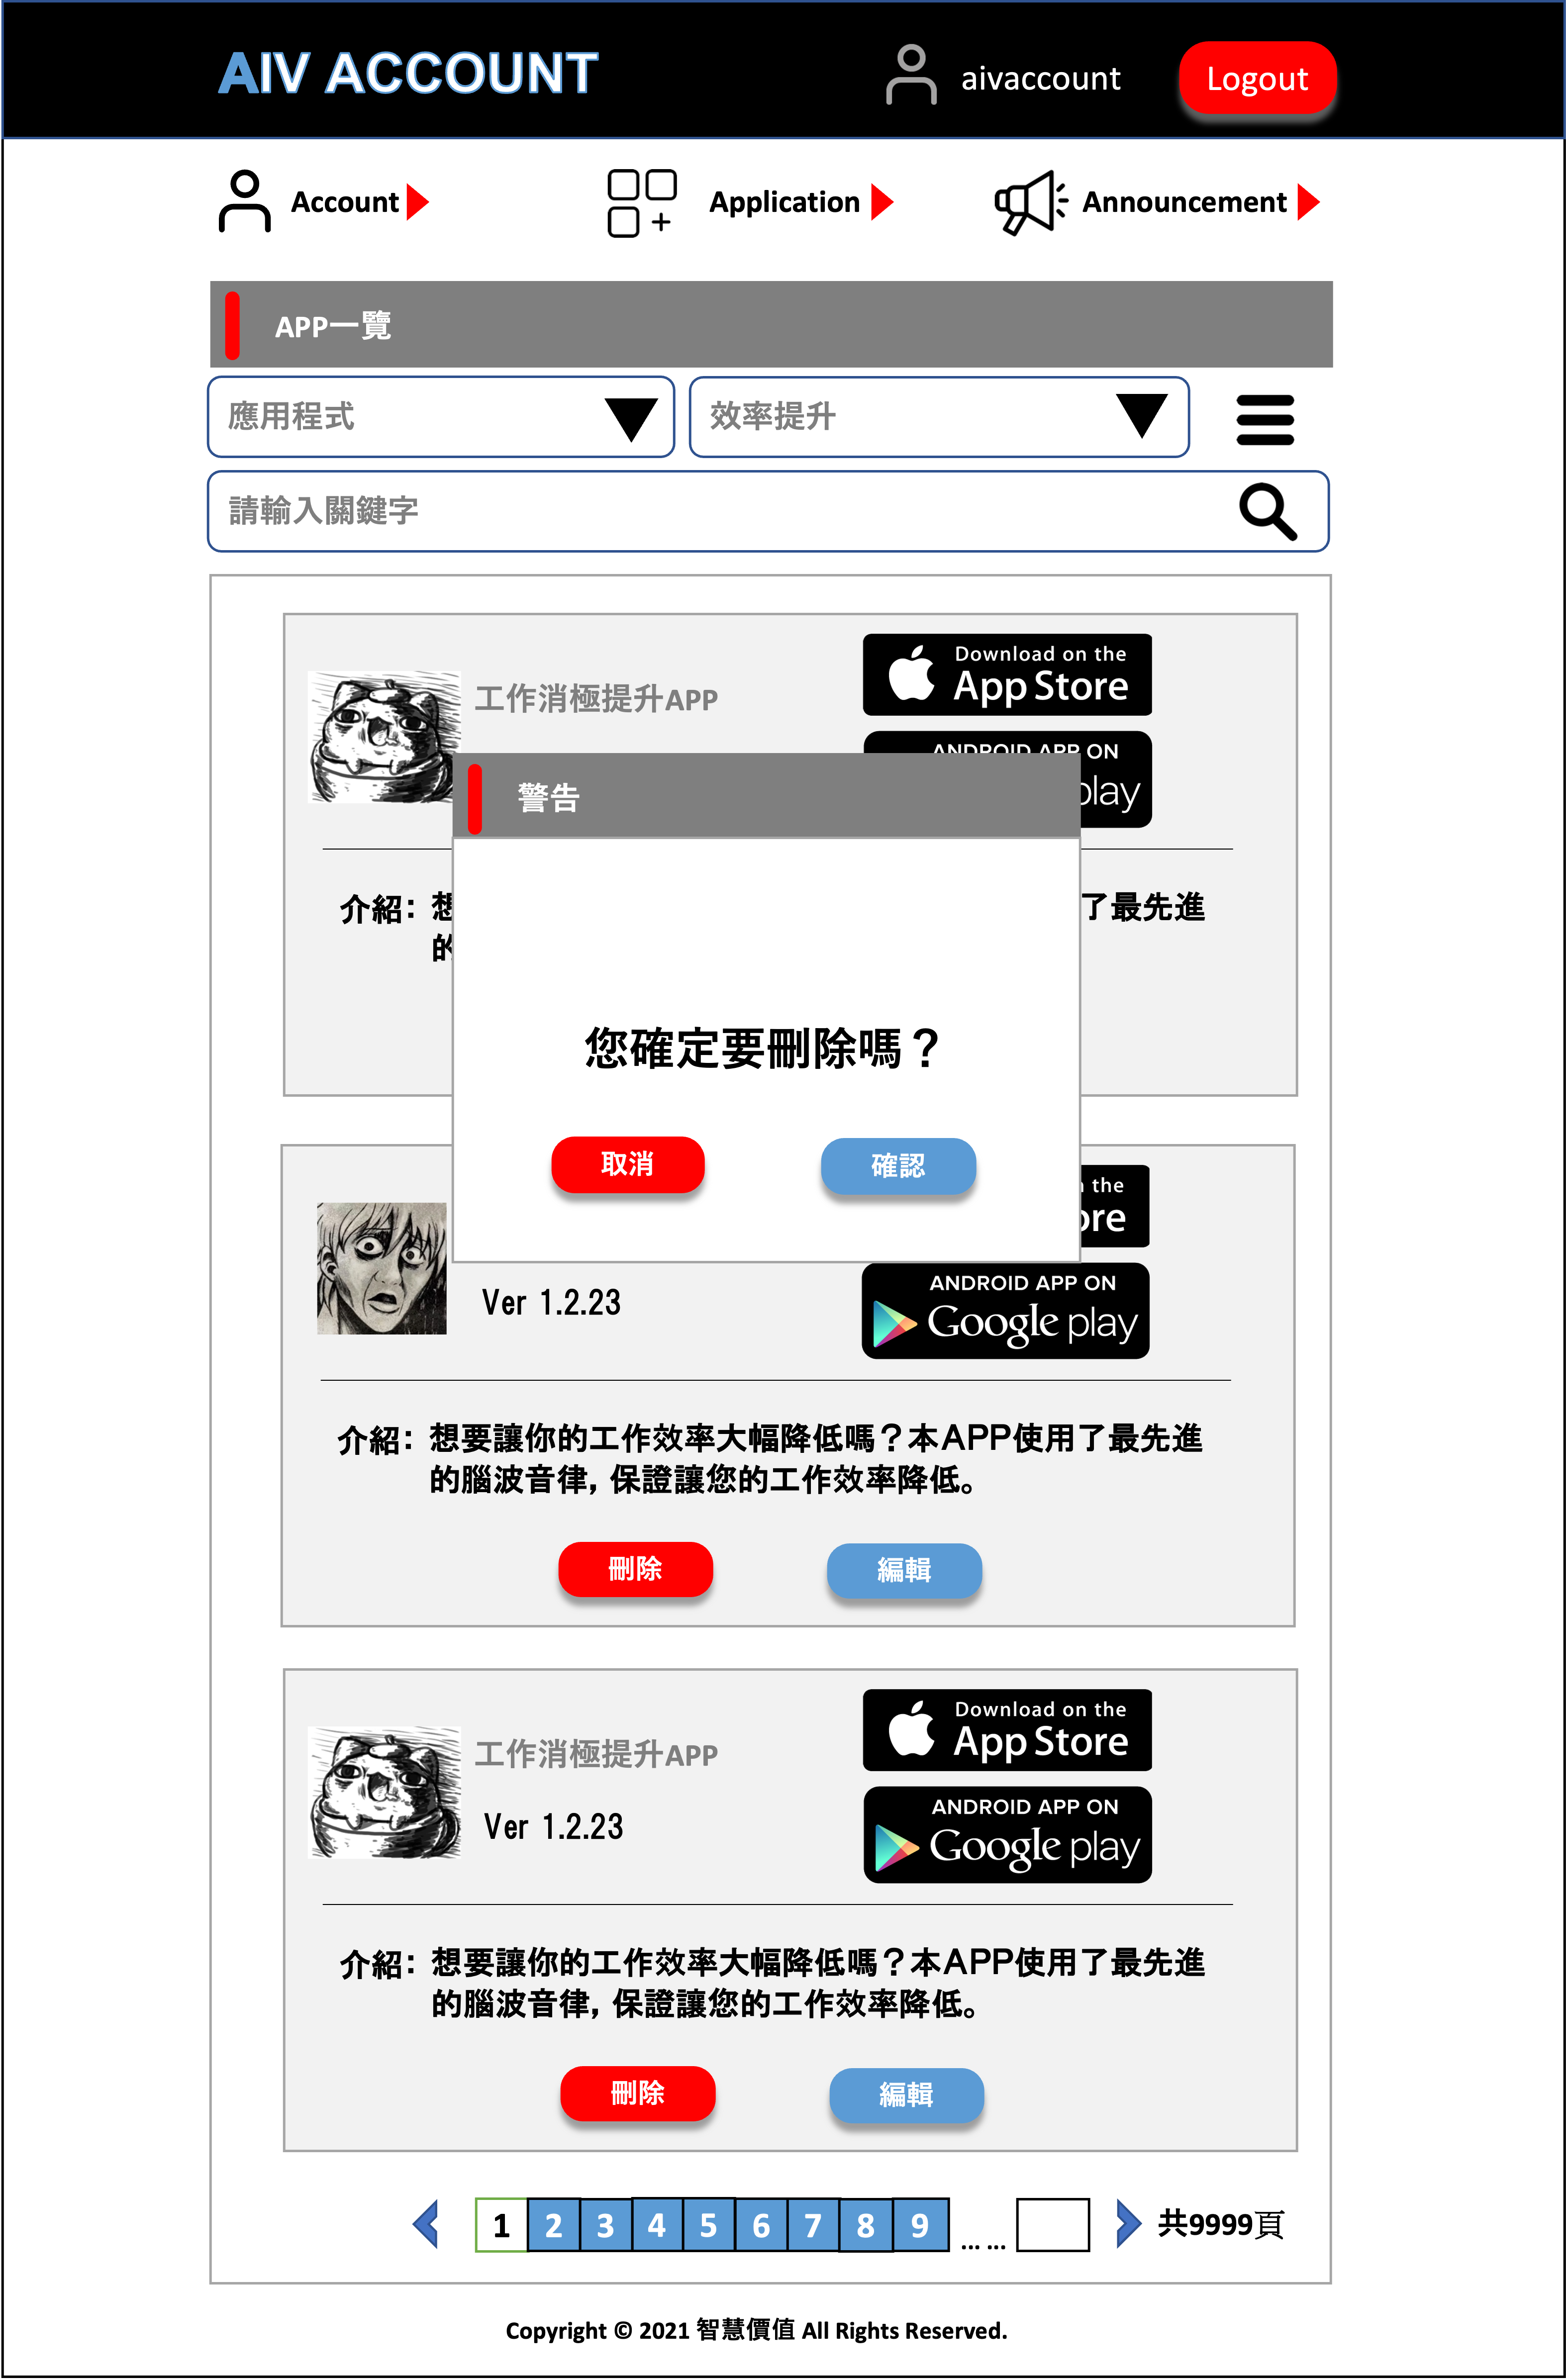 AIV ACCOUNT
aivaccount
Logout
Account
Application
Announcement
APP一覽
應用程式
效率提升
請輸入關鍵字
工作消極提升APP
Download on the
App Store
ANDROID APP ON
play
警告
介紹：
了最先進
的
您確定要刪除嗎？
取消
確認
the
Ver 1.2.23
ANDROID APP ON
Google play
介紹：想要讓你的工作效率大幅降低嗎？本APP使用了最先進
的腦波音律，保證讓您的工作效率降低。
刪除
編輯
工作消極提升APP
Ver 1.2.23
Download on the
App Store
ANDROID APP ON
Google play
介紹：想要讓你的工作效率大幅降低嗎？本APP使用了最先進
的腦波音律，保證讓您的工作效率降低。
刪除
編輯
1 2 3 4 5 6 7 8 9 ... ... 共9999頁
Copyright © 2021 智慧價值 All Rights Reserved.